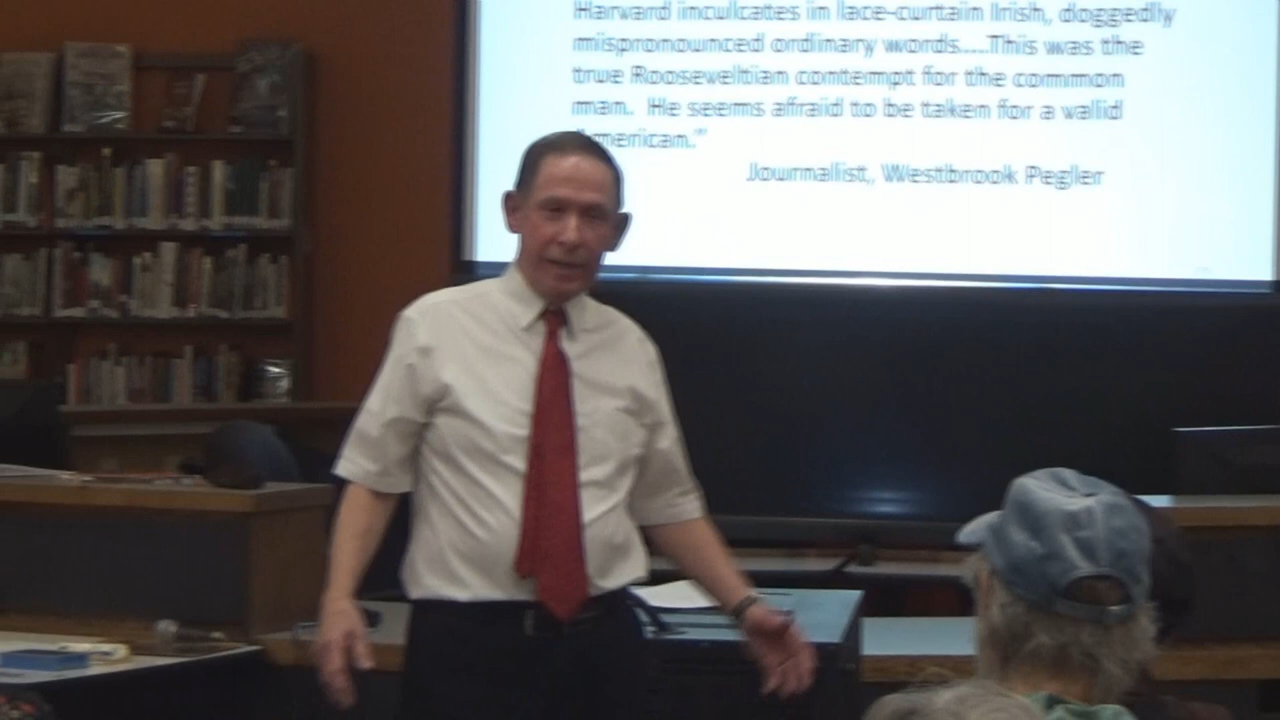 Harvard inculcates in lace-curtain Irish, doggedly
mispronounced ordinary words....This was the
true Rooseveltian contempt for the common
man. He seems afraid to be taken for a valid
American."
Journalist, Westbrook Pegler